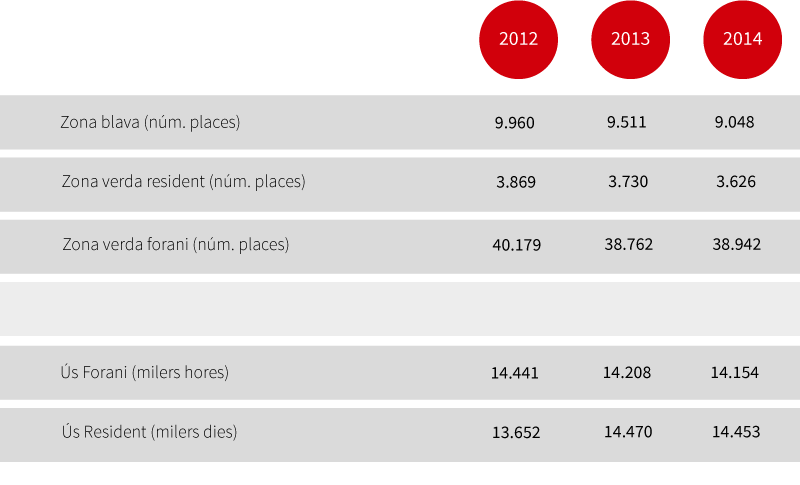 2012 2013 2014
Zona blava (núm. places) 9.960 9.511 9.048
Zona verda resident (núm. places) 3.869 3.730 3.626
Zona verda forani (núm. places) 40.179 38.762 38.942
Ús Forani (milers hores) 14.441 14.208 14.154
Ús Resident (milers dies) 13.652 14.470 14.453